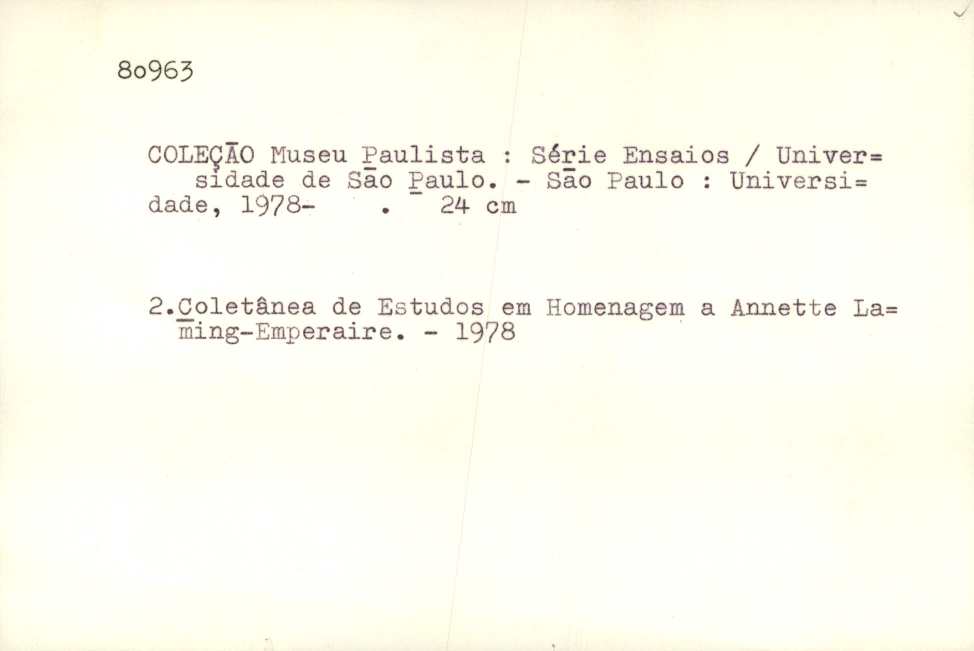 80963
COLEÇÃO Museu Paulista : Série Ensaios / Univer=
sidade de São Paulo. - São Paulo : Universi=
dade, 1978- . 24 cm
2.Coletânea de Estudos em Homenagem a Annette La=
ming-Emperaire. - 1978